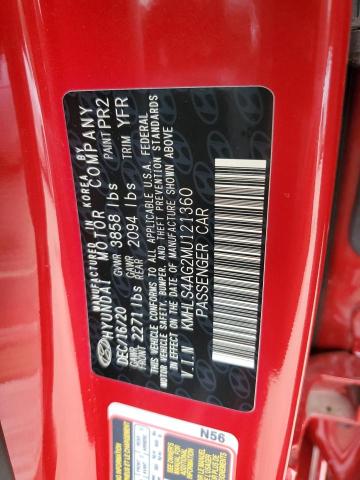 MANUFACTURED IN KOREA BY
HYUNDAI MOTOR COMPANY
DEC/16/20 GVWR 3858 lbs PAINT PR2
GAWR FRONT 2271 lbs GAWR REAR 2094 lbs TRIM YFR
THIS VEHICLE CONFORMS TO ALL APPLICABLE U.S.A. FEDERAL
MOTOR VEHICLE SAFETY, BUMPER, AND THEFT PREVENTION STANDARDS
IN EFFECT ON THE DATE OF MANUFACTURE SHOWN ABOVE
V.I.N KMHLS4AG2MU121360
PASSENGER CAR
N56